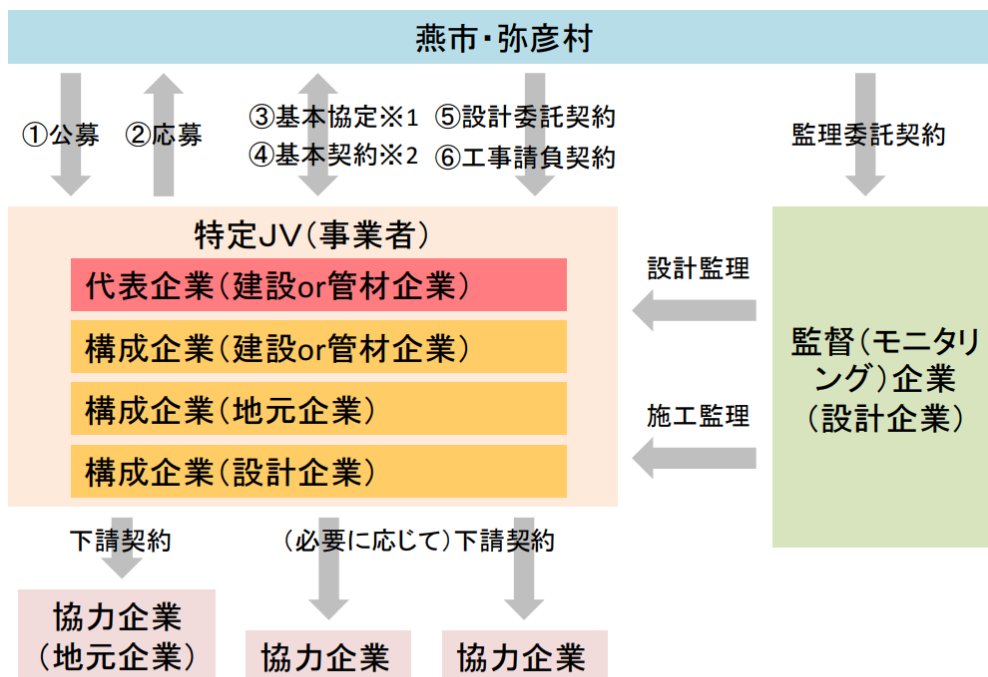 燕市・弥彦村
①公募
②応募
③基本協定※1
④基本契約※2
⑤設計委託契約
⑥工事請負契約
監理委託契約
特定JV(事業者)
代表企業(建設or管材企業)
構成企業(建設or管材企業)
構成企業(地元企業)
構成企業(設計企業)
設計監理
施工監理
監督(モニタリ
ング)企業
(設計企業)
下請契約
(必要に応じて)下請契約
協力企業
(地元企業)
協力企業
協力企業